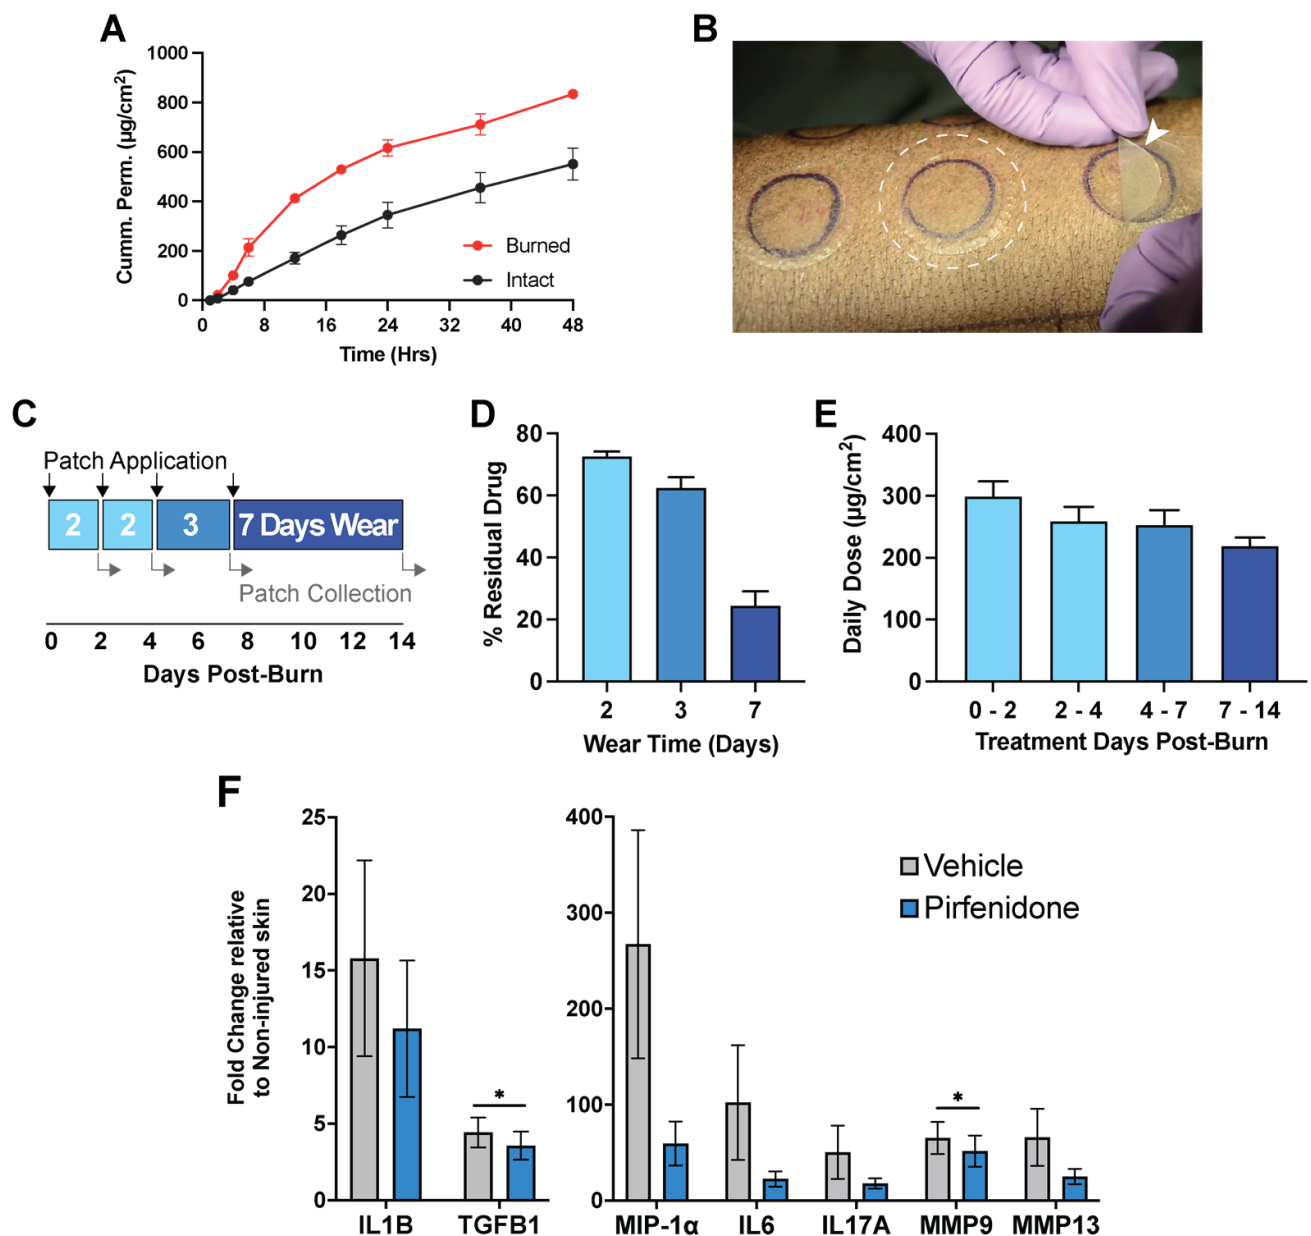 A
1000
800
600
400
200
0
Cumm. Perm. (µg/cm2)
Burned
Intact
0 8 16 24 32 40 48
Time (Hrs)
B
C
Patch Application
2 2 3 7 Days Wear
Patch Collection
0 2 4 6 8 10 12 14
Days Post-Burn
D
80
60
40
20
0
% Residual Drug
2 3 7
Wear Time (Days)
E
400
300
200
100
0
Daily Dose (µg/cm2)
0 - 2 2 - 4 4 - 7 7 - 14
Treatment Days Post-Burn
F
25
20
15
10
5
0
Fold Change relative
to Non-injured skin
*
IL1B TGFB1
400
300
200
100
0
*
MIP-1α IL6 IL17A MMP9 MMP13
Vehicle
Pirfenidone